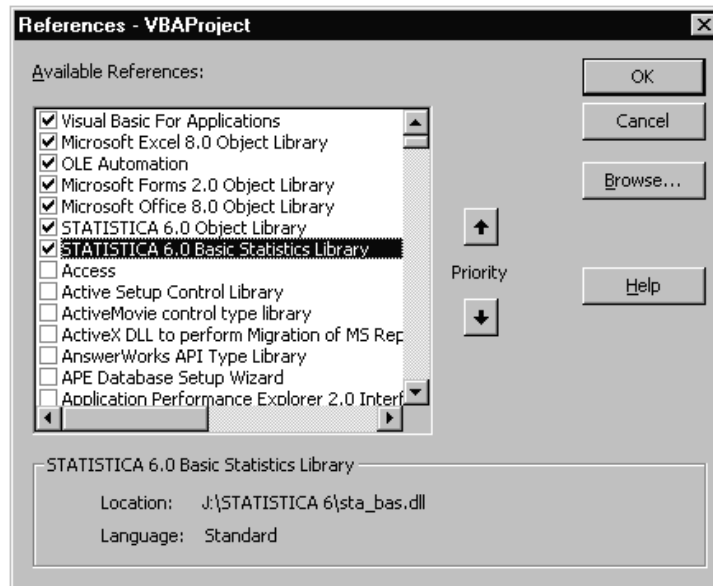 References - VBAProject
Available References:
Visual Basic For Applications
Microsoft Excel 8.0 Object Library
OLE Automation
Microsoft Forms 2.0 Object Library
Microsoft Office 8.0 Object Library
STATISTICA 6.0 Object Library
STATISTICA 6.0 Basic Statistics Library
Access
Active Setup Control Library
ActiveMovie control type library
ActiveX DLL to perform Migration of MS Rep
AnswerWorks API Type Library
APE Database Setup Wizard
Application Performance Explorer 2.0 Interf
Priority
OK
Cancel
Browse...
Help
STATISTICA 6.0 Basic Statistics Library
Location: J:\STATISTICA 6\sta_bas.dll
Language: Standard